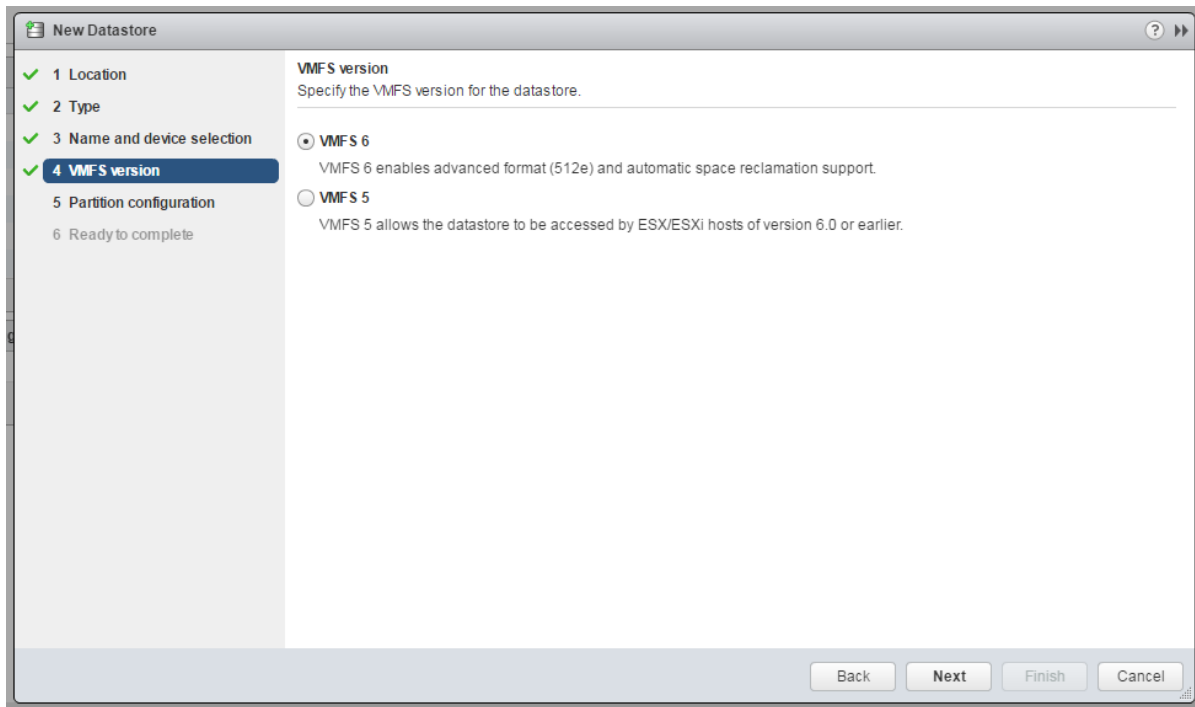 New Datastore
?
1 Location
2 Type
3 Name and device selection
4 VMFS version
5 Partition configuration
6 Ready to complete
VMFS version
Specify the VMFS version for the datastore.
VMFS 6
VMFS 6 enables advanced format (512e) and automatic space reclamation support.
VMFS 5
VMFS 5 allows the datastore to be accessed by ESX/ESXi hosts of version 6.0 or earlier.
Back
Next
Finish
Cancel